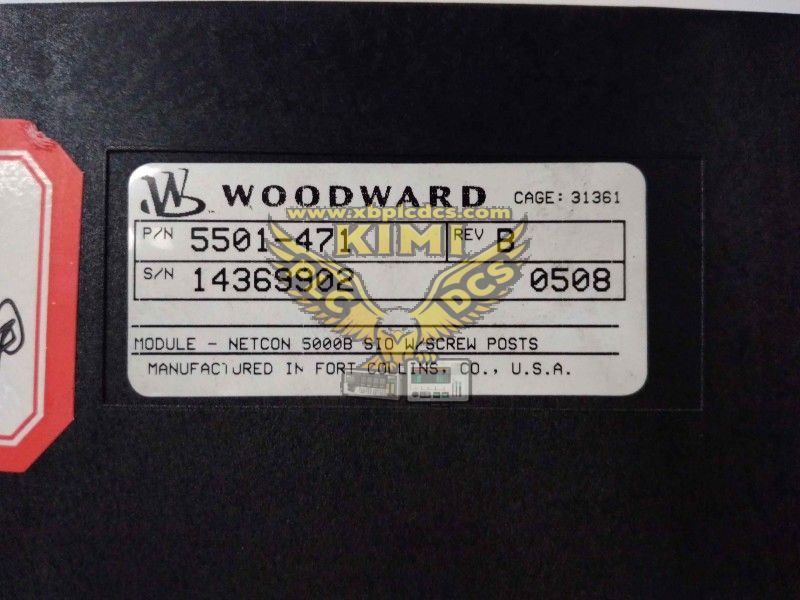 WOODWARD CAGE: 31361
www.xbplcdcs.com
P/N 5501-471 REV B
KIMI
S/N 14369902 0508
PLC DCS
MODULE - NETCON 5000B SIO W/SCREW POSTS
MANUFACTURED IN FORT COLLINS, CO., U.S.A.